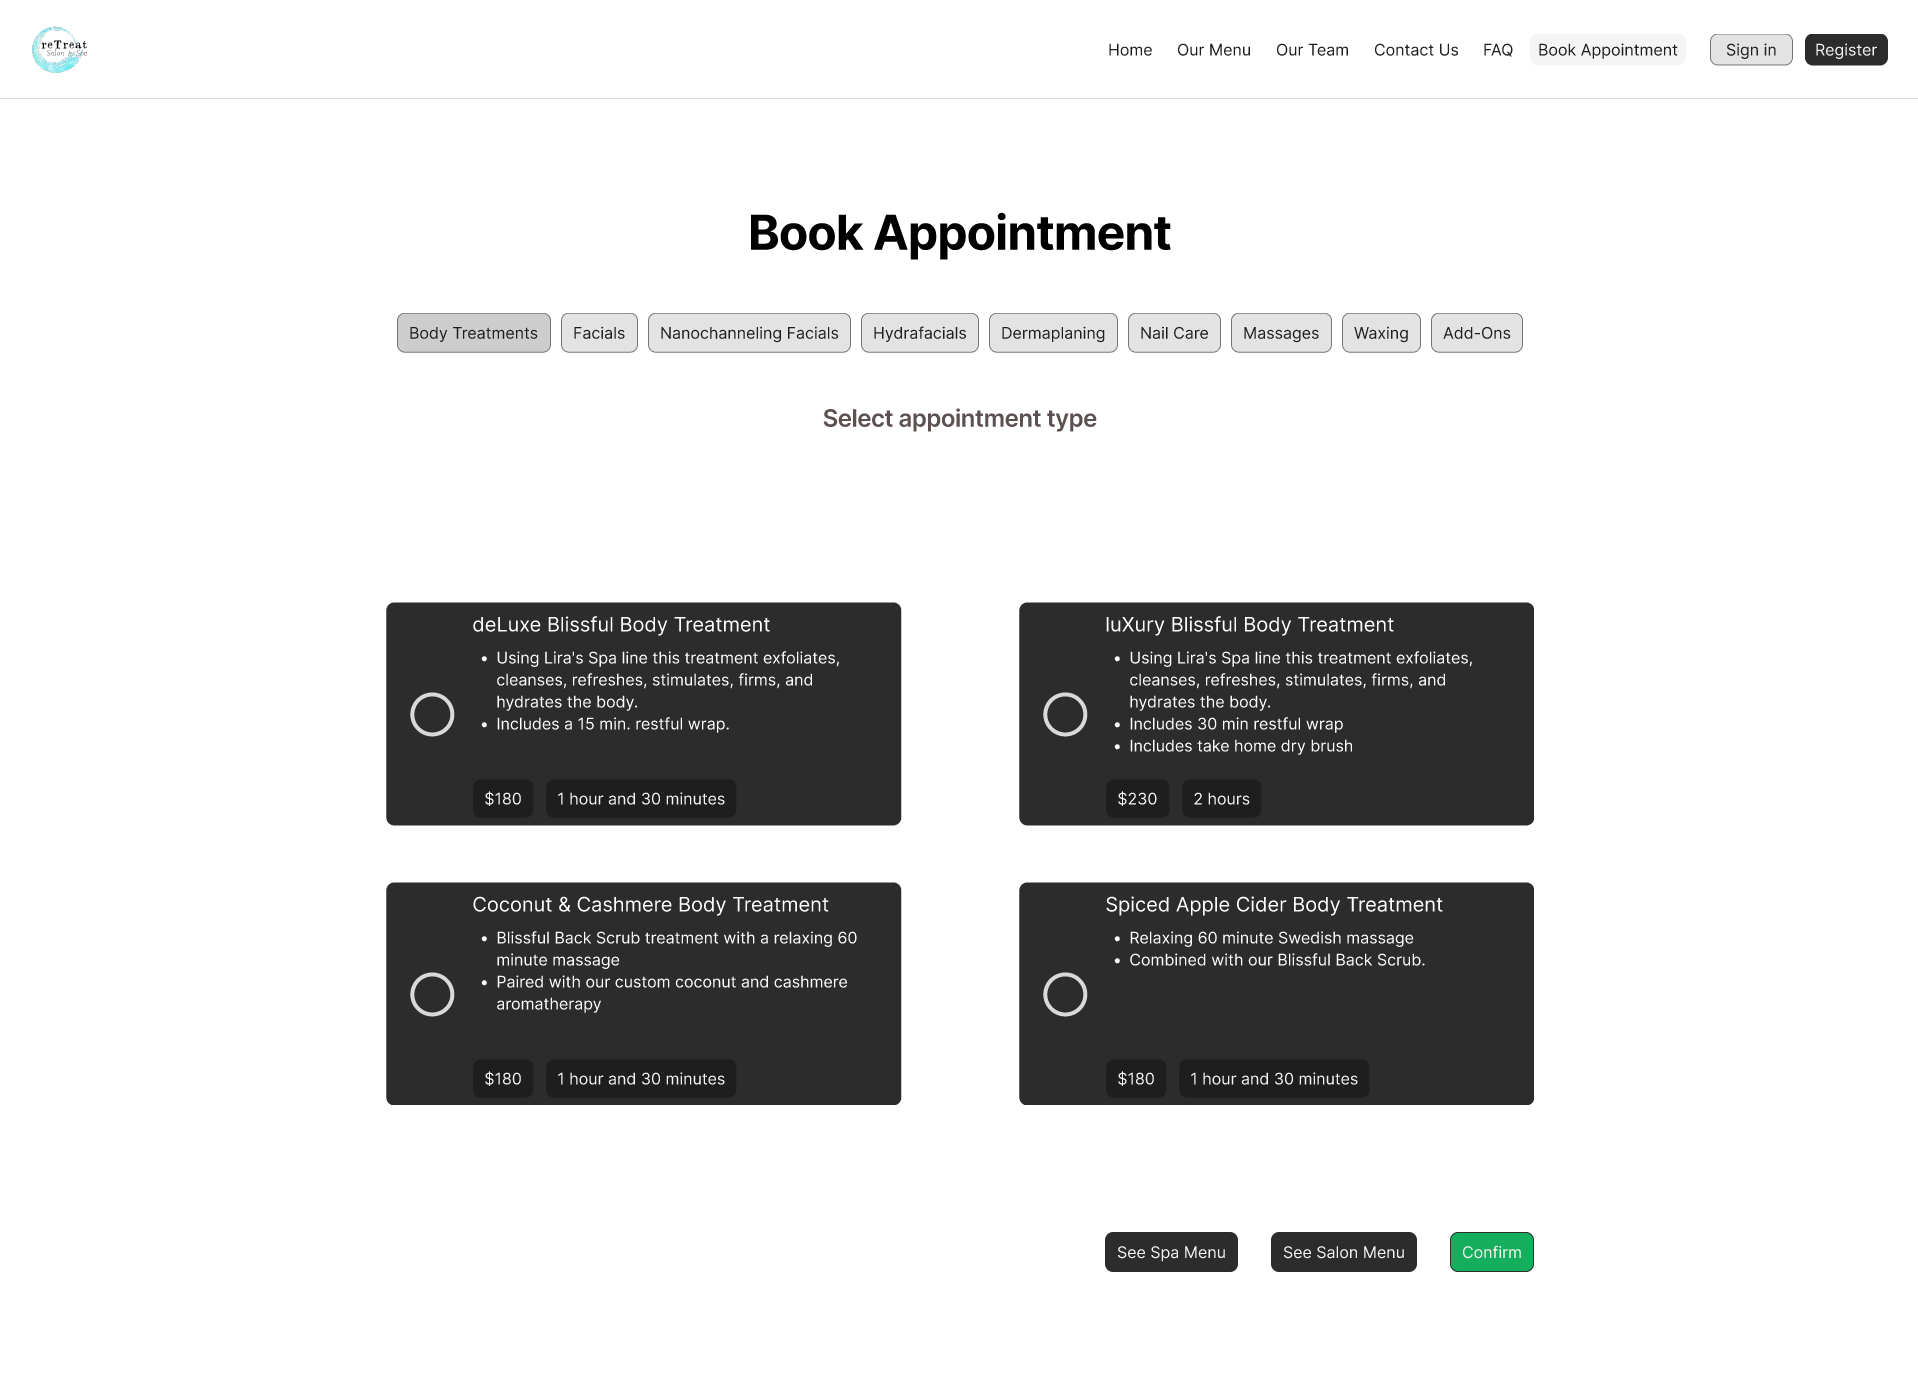 reTreat
Salon & Spa
Home Our Menu Our Team Contact Us FAQ Book Appointment Sign in Register
Book Appointment
Body Treatments Facials Nanochanneling Facials Hydrafacials Dermaplaning Nail Care Massages Waxing Add-Ons
Select appointment type
deLuxe Blissful Body Treatment
• Using Lira's Spa line this treatment exfoliates,
cleanses, refreshes, stimulates, firms, and
hydrates the body.
• Includes a 15 min. restful wrap.
$180 1 hour and 30 minutes
luXury Blissful Body Treatment
• Using Lira's Spa line this treatment exfoliates,
cleanses, refreshes, stimulates, firms, and
hydrates the body.
• Includes 30 min restful wrap
• Includes take home dry brush
$230 2 hours
Coconut & Cashmere Body Treatment
• Blissful Back Scrub treatment with a relaxing 60
minute massage
• Paired with our custom coconut and cashmere
aromatherapy
$180 1 hour and 30 minutes
Spiced Apple Cider Body Treatment
• Relaxing 60 minute Swedish massage
• Combined with our Blissful Back Scrub.
$180 1 hour and 30 minutes
See Spa Menu See Salon Menu Confirm